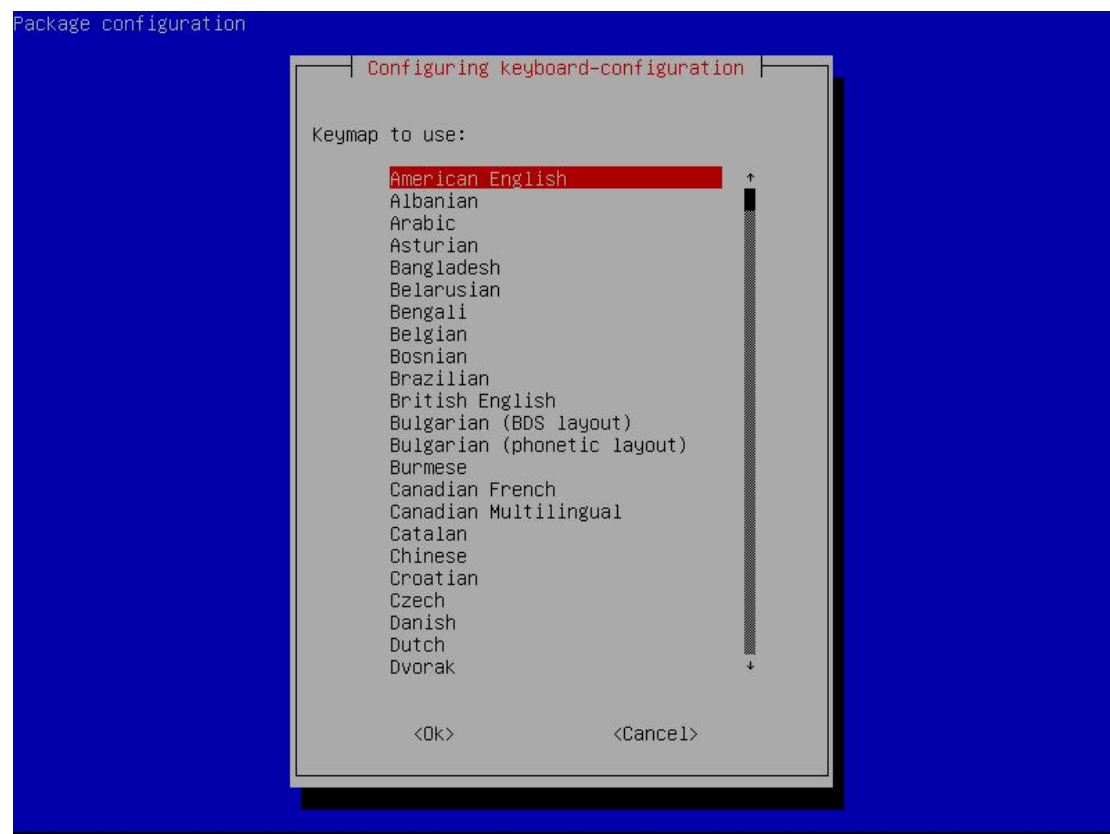 Package configuration
Configuring keyboard-configuration
Keymap to use:
American English
Albanian
Arabic
Asturian
Bangladesh
Belarusian
Bengali
Belgian
Bosnian
Brazilian
British English
Bulgarian (BDS layout)
Bulgarian (phonetic layout)
Burmese
Canadian French
Canadian Multilingual
Catalan
Chinese
Croatian
Czech
Danish
Dutch
Dvorak
<Ok> <Cancel>